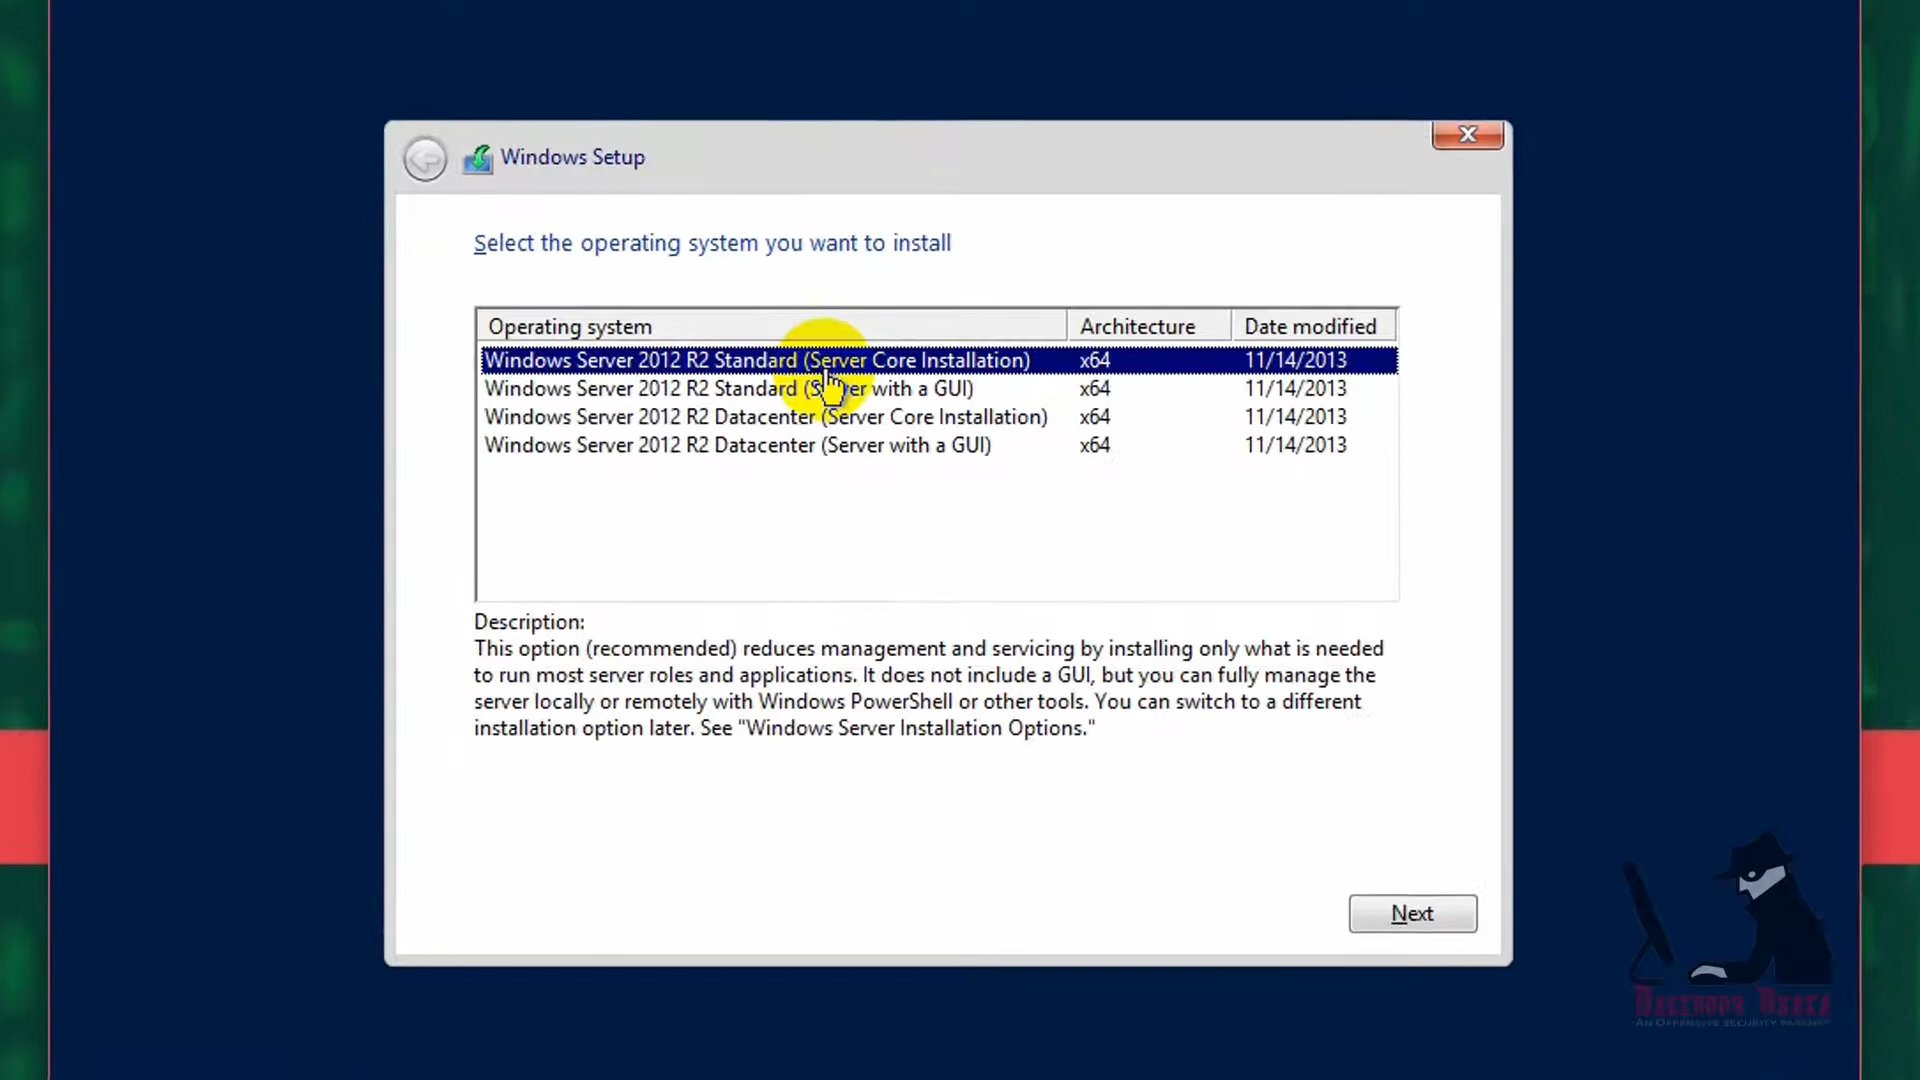 Windows Setup
Select the operating system you want to install
Operating system Architecture Date modified
Windows Server 2012 R2 Standard (Server Core Installation) x64 11/14/2013
Windows Server 2012 R2 Standard (Server with a GUI) x64 11/14/2013
Windows Server 2012 R2 Datacenter (Server Core Installation) x64 11/14/2013
Windows Server 2012 R2 Datacenter (Server with a GUI) x64 11/14/2013
Description:
This option (recommended) reduces management and servicing by installing only what is needed
to run most server roles and applications. It does not include a GUI, but you can fully manage the
server locally or remotely with Windows PowerShell or other tools. You can switch to a different
installation option later. See "Windows Server Installation Options."
Next
An Offensive security